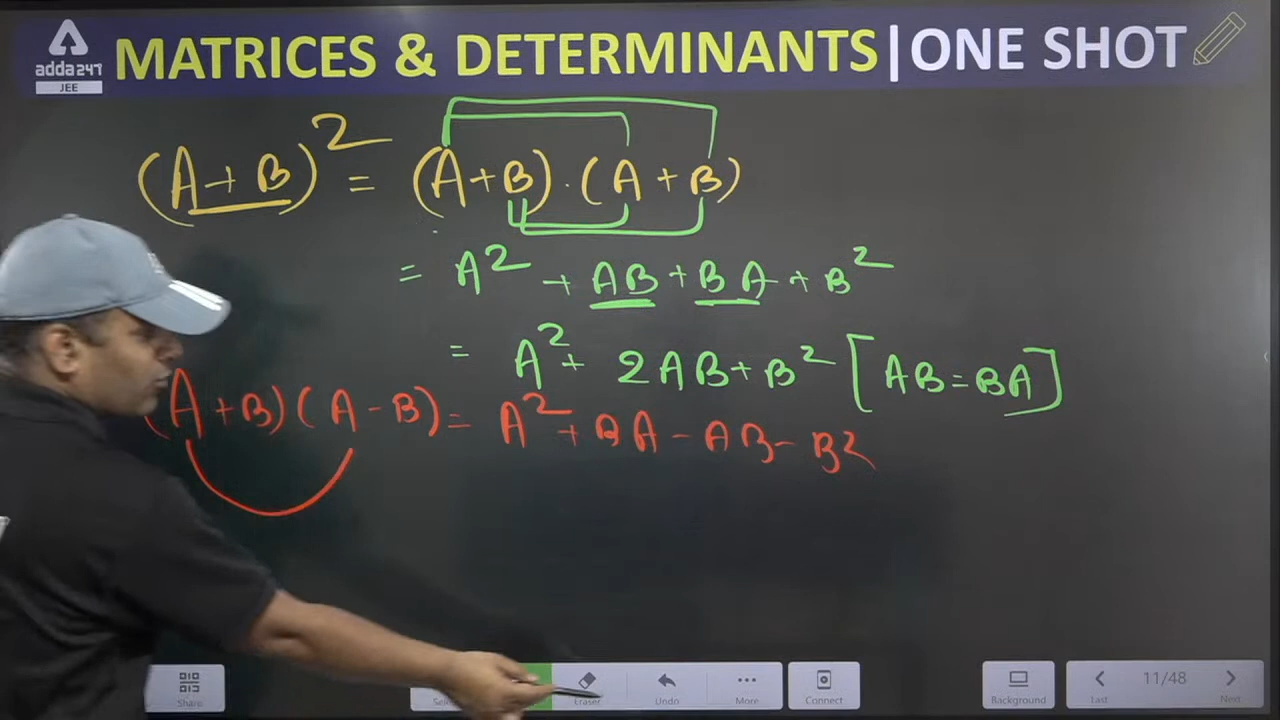 adda247
JEE
MATRICES & DETERMINANTS | ONE SHOT
(A+B)² = (A+B)·(A+B)
= A² + AB + BA + B²
= A² + 2AB + B² [AB=BA]
(A+B)(A-B) = A² + BA - AB - B²
Share
Eraser
Undo
More
Connect
Background
Last
11/48
Next